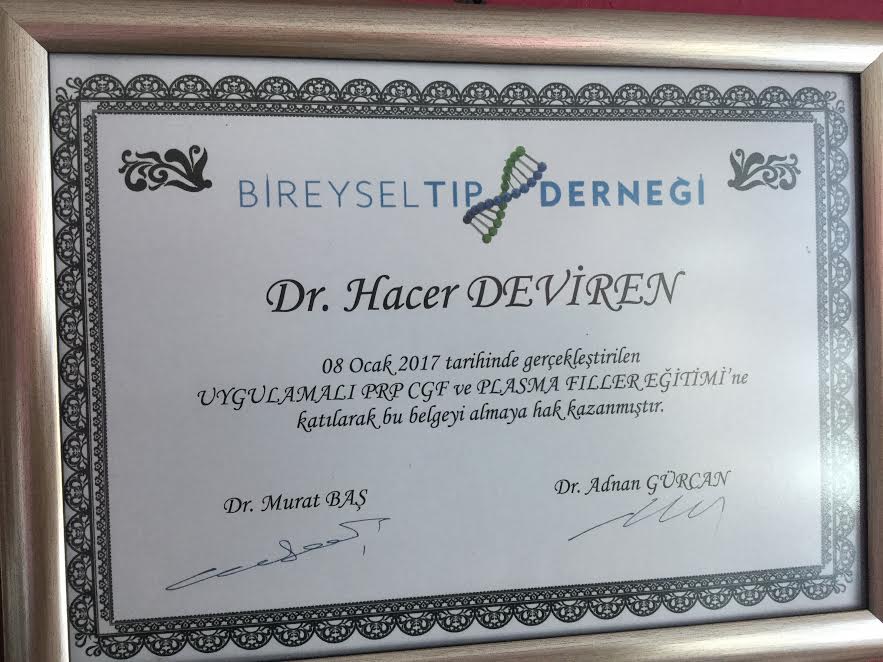 BİREYSELTIP DERNEĞİ
Dr. Hacer DEVİREN
08 Ocak 2017 tarihinde gerçekleştirilen
UYGULAMALI PRP CGF ve PLASMA FILLER EĞİTİMİ'ne
katılarak bu belgeyi almaya hak kazanmıştır.
Dr. Murat BAŞ
Dr. Adnan GÜRCAN